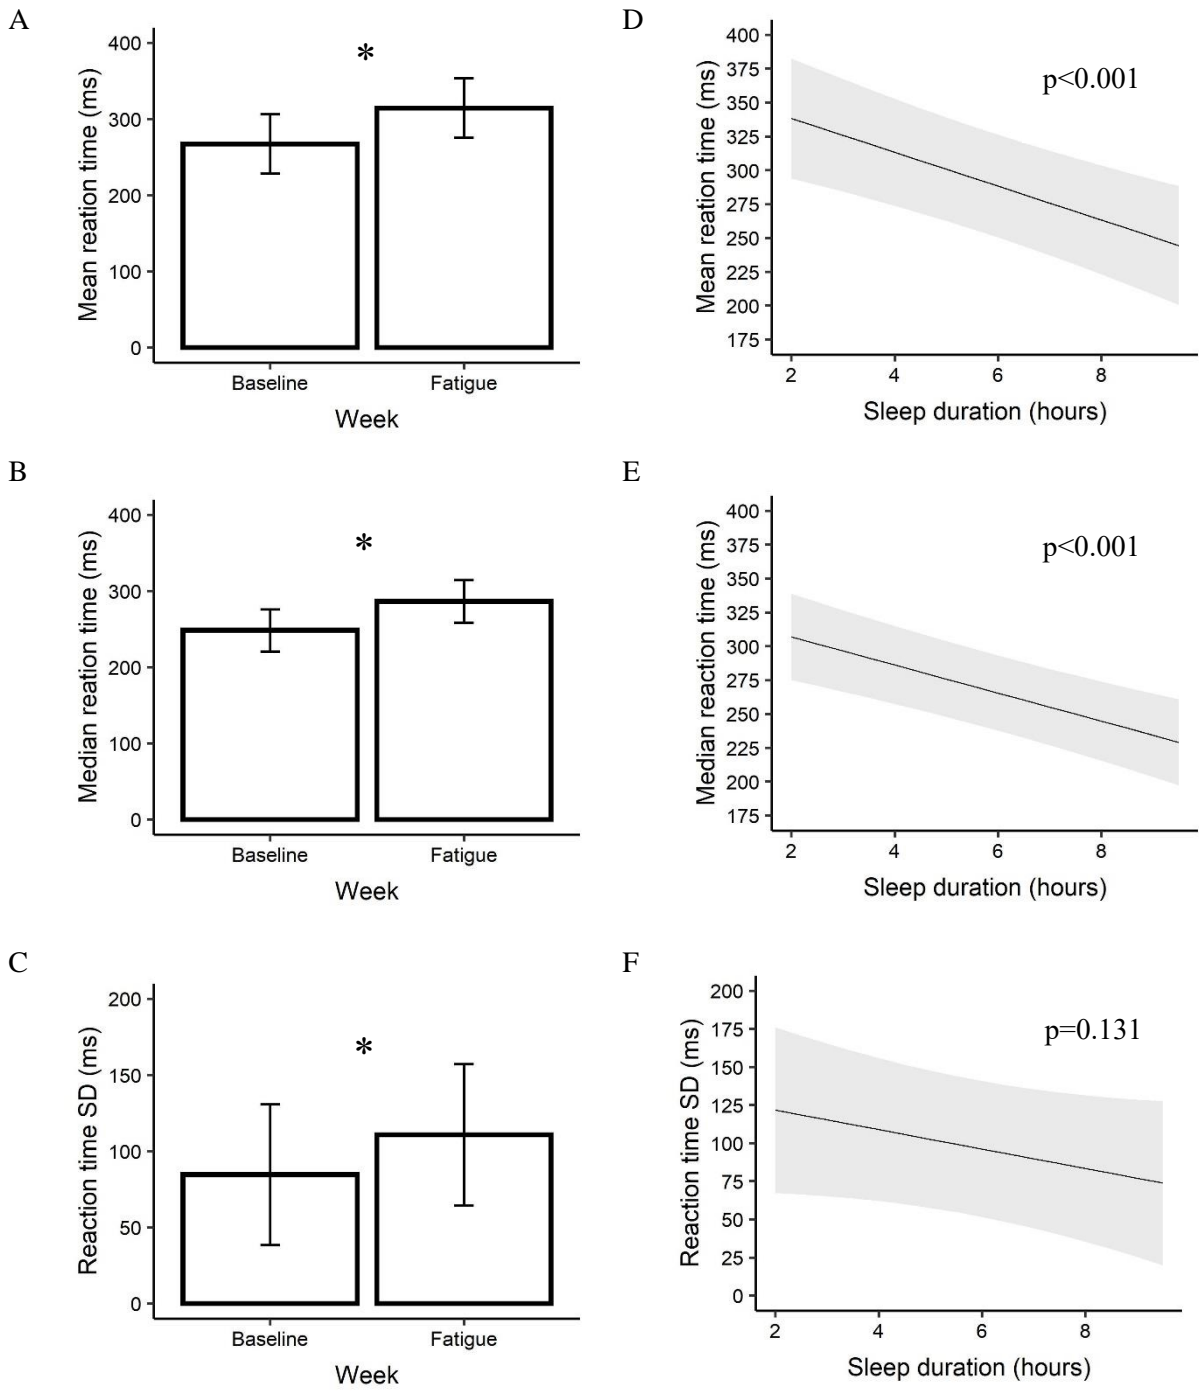 A
Mean reation time (ms)
400
300
200
100
0
*
Baseline
Fatigue
Week
D
Mean reation time (ms)
400
375
350
325
300
275
250
225
200
175
p<0.001
2
4
6
8
Sleep duration (hours)
B
Median reation time (ms)
400
300
200
100
0
*
Baseline
Fatigue
Week
E
Median reaction time (ms)
400
375
350
325
300
275
250
225
200
175
p<0.001
2
4
6
8
Sleep duration (hours)
C
Reaction time SD (ms)
200
150
100
50
0
*
Baseline
Fatigue
Week
F
Reaction time SD (ms)
200
175
150
125
100
75
50
25
0
p=0.131
2
4
6
8
Sleep duration (hours)